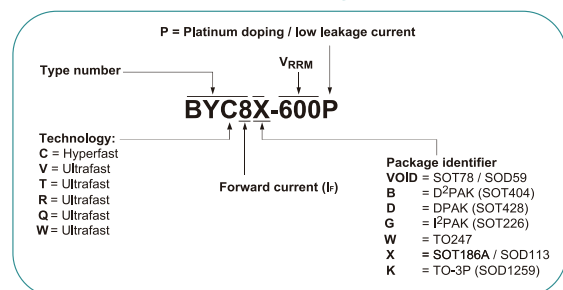 P = Platinum doping / low leakage current
Type number
VRRM
BYC8X-600P
Technology:
C = Hyperfast
V = Ultrafast
T = Ultrafast
R = Ultrafast
Q = Ultrafast
W = Ultrafast
Forward current (IF)
Package identifier
VOID = SOT78 / SOD59
B = D²PAK (SOT404)
D = DPAK (SOT428)
G = I²PAK (SOT226)
W = TO247
X = SOT186A / SOD113
K = TO-3P (SOD1259)